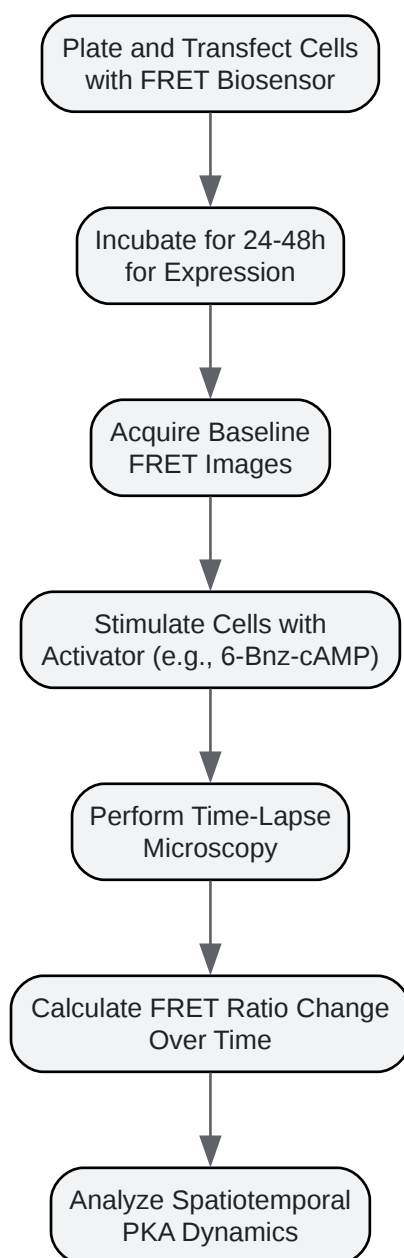 Plate and Transfect Cells
with FRET Biosensor
Incubate for 24-48h
for Expression
Acquire Baseline
FRET Images
Stimulate Cells with
Activator (e.g., 6-Bnz-cAMP)
Perform Time-Lapse
Microscopy
Calculate FRET Ratio Change
Over Time
Analyze Spatiotemporal
PKA Dynamics